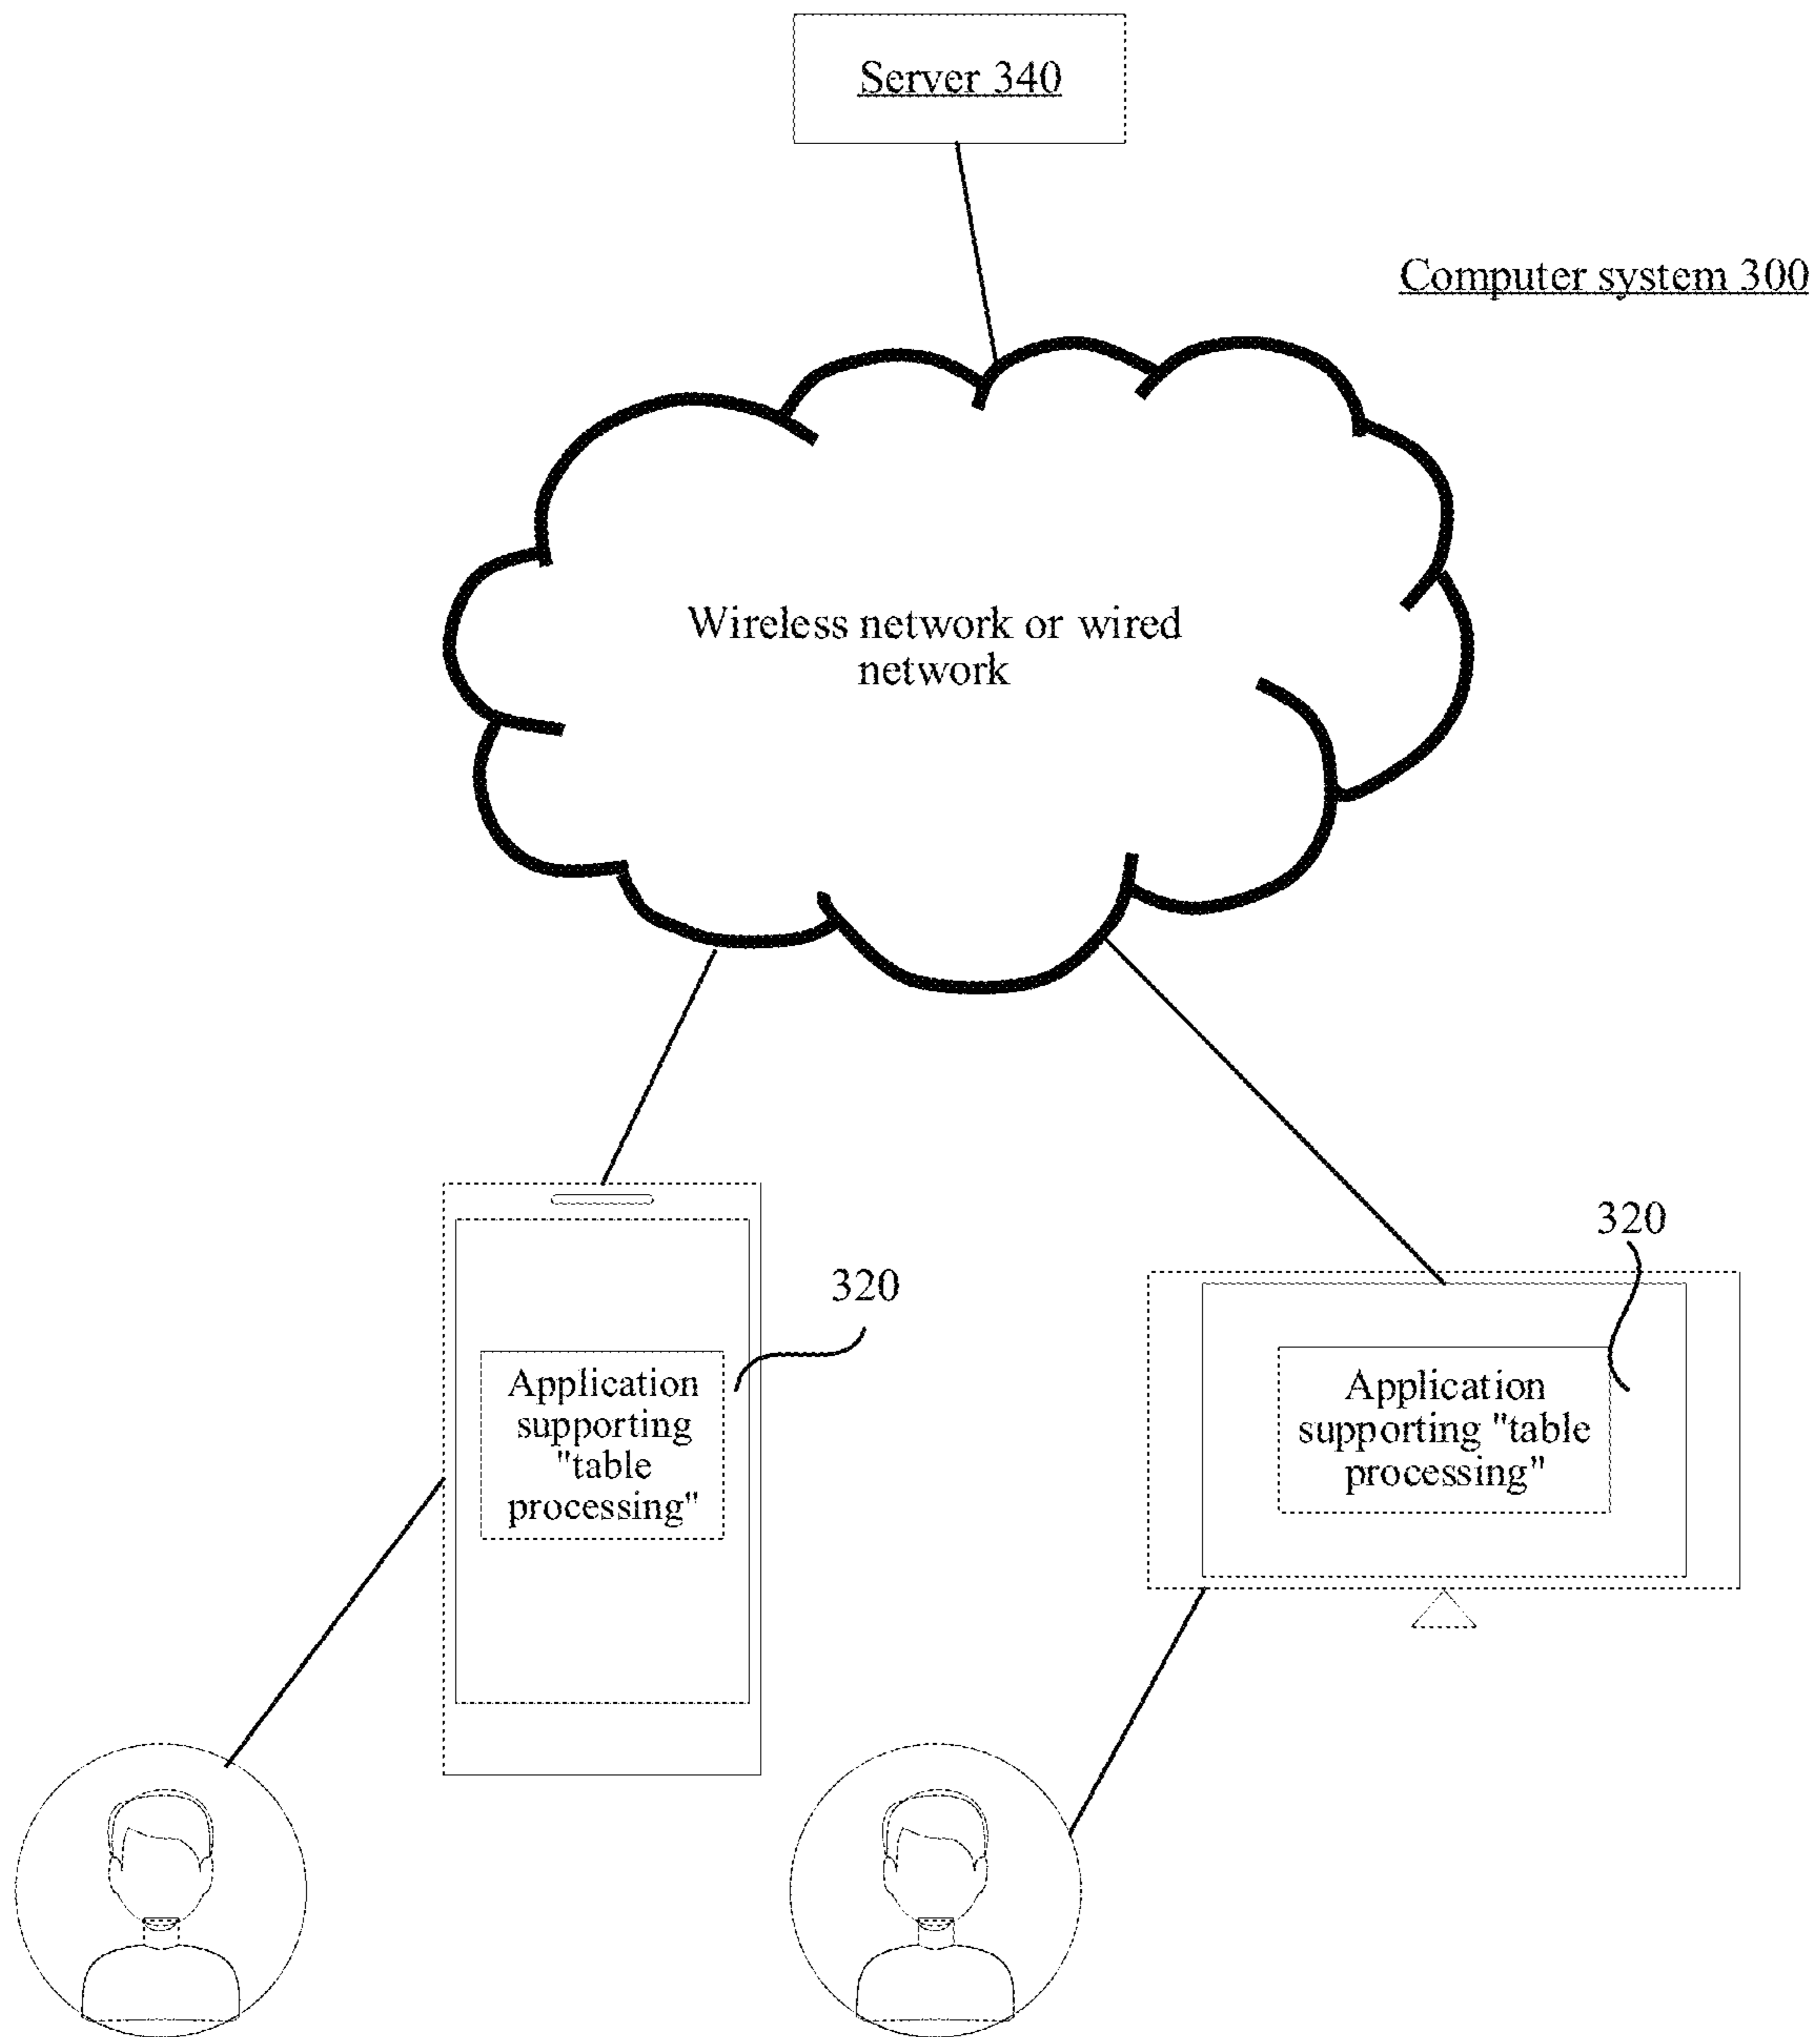 Server 340
Computer system 300
Wireless network or wired
network
320
Application
supporting
"table
processing"
320
Application
supporting "table
processing"